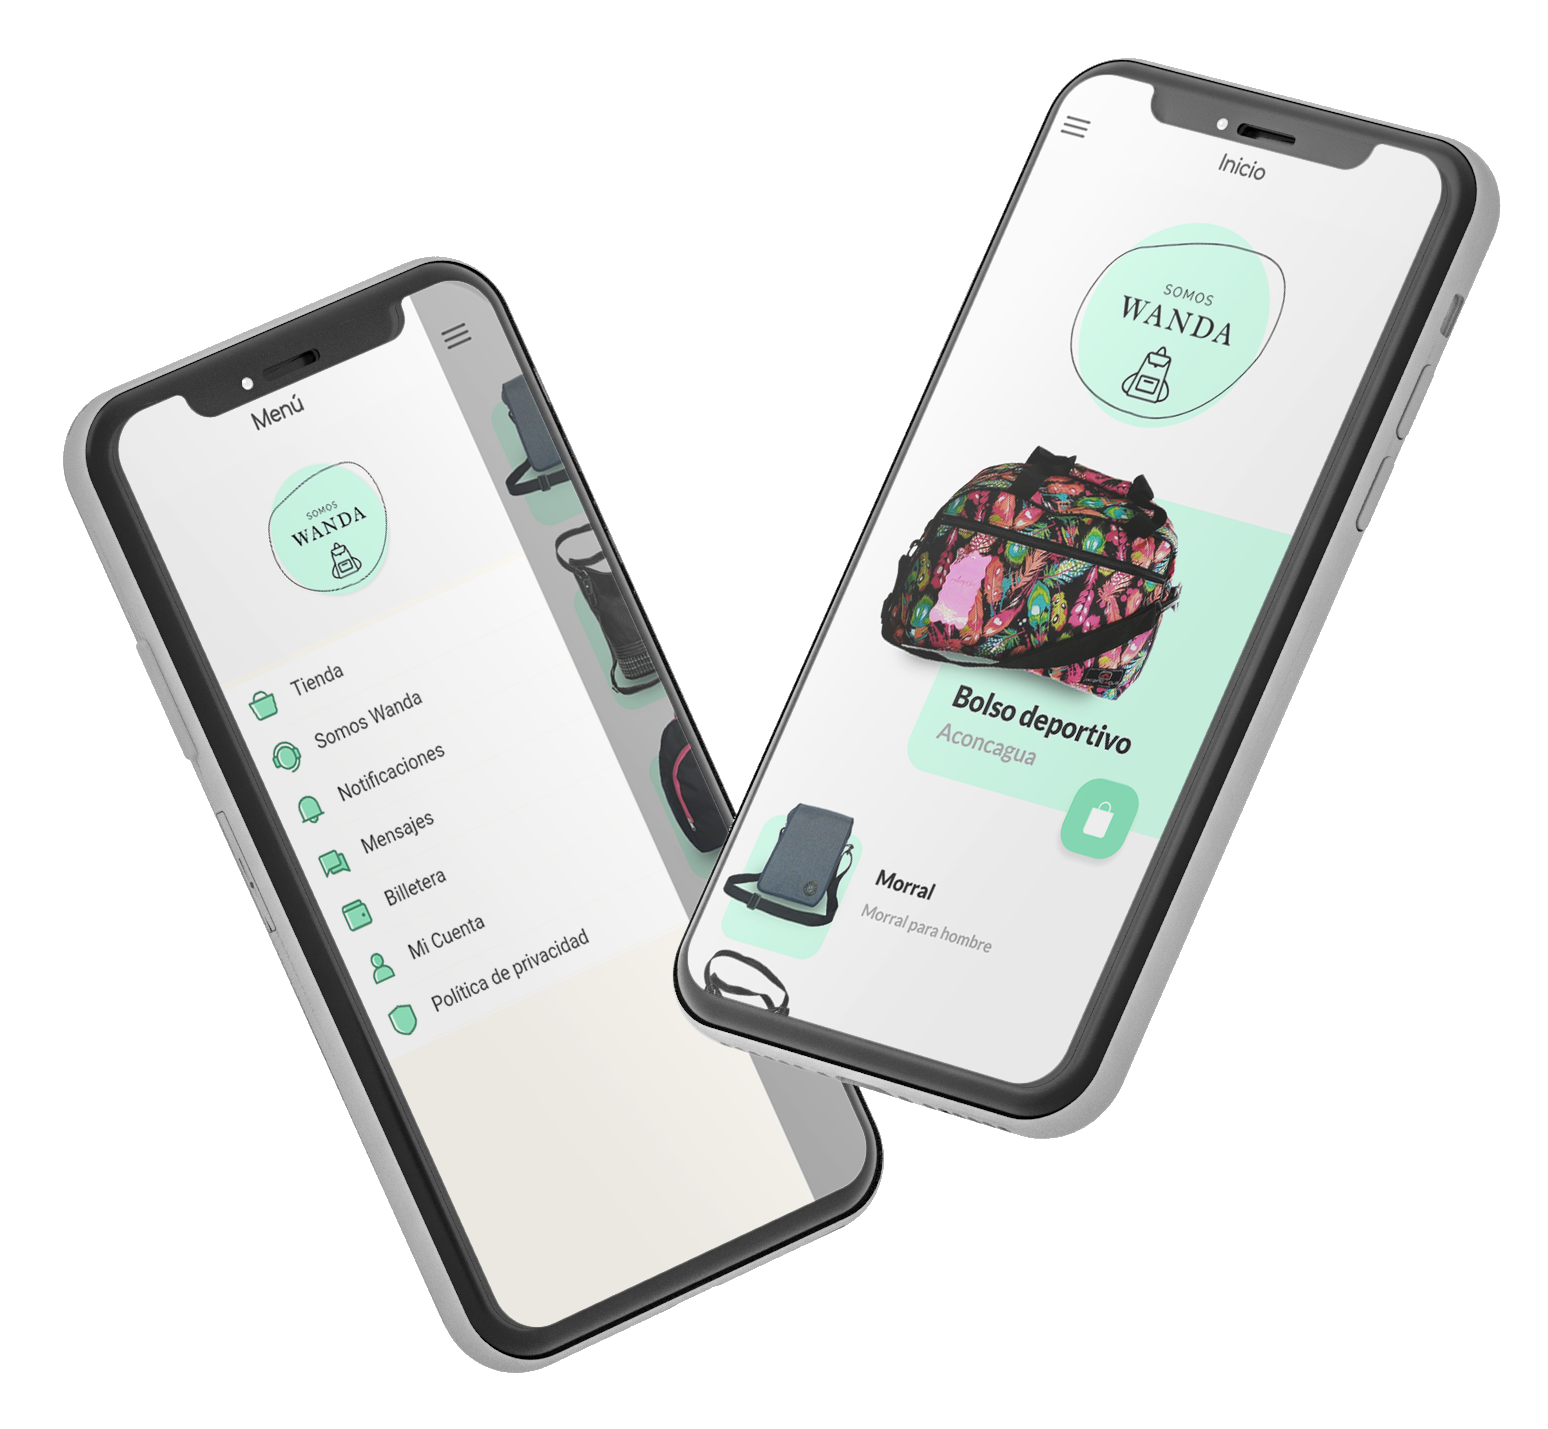 Menú
SOMOS
WANDA
Tienda
Somos Wanda
Notificaciones
Mensajes
Billetera
Mi Cuenta
Política de privacidad
Inicio
SOMOS
WANDA
Bolso deportivo
Aconcagua
Morral
Morral para hombre